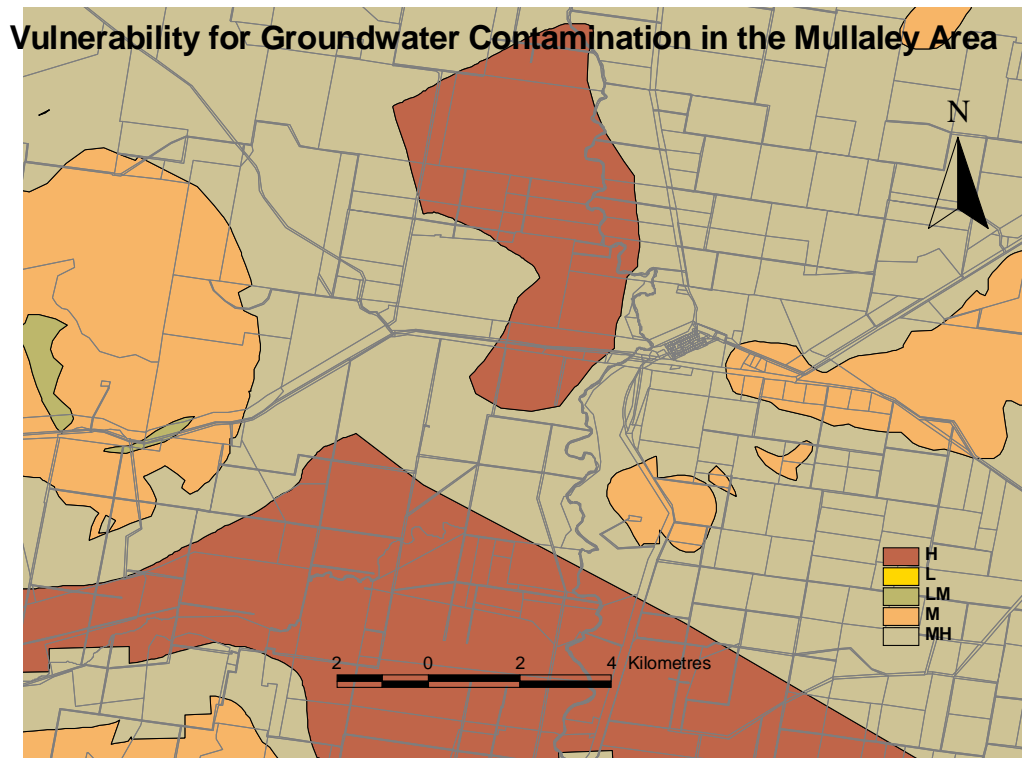 Vulnerability for Groundwater Contamination in the Mullaley Area
N
H
L
LM
M
MH
2 0 2 4 Kilometres